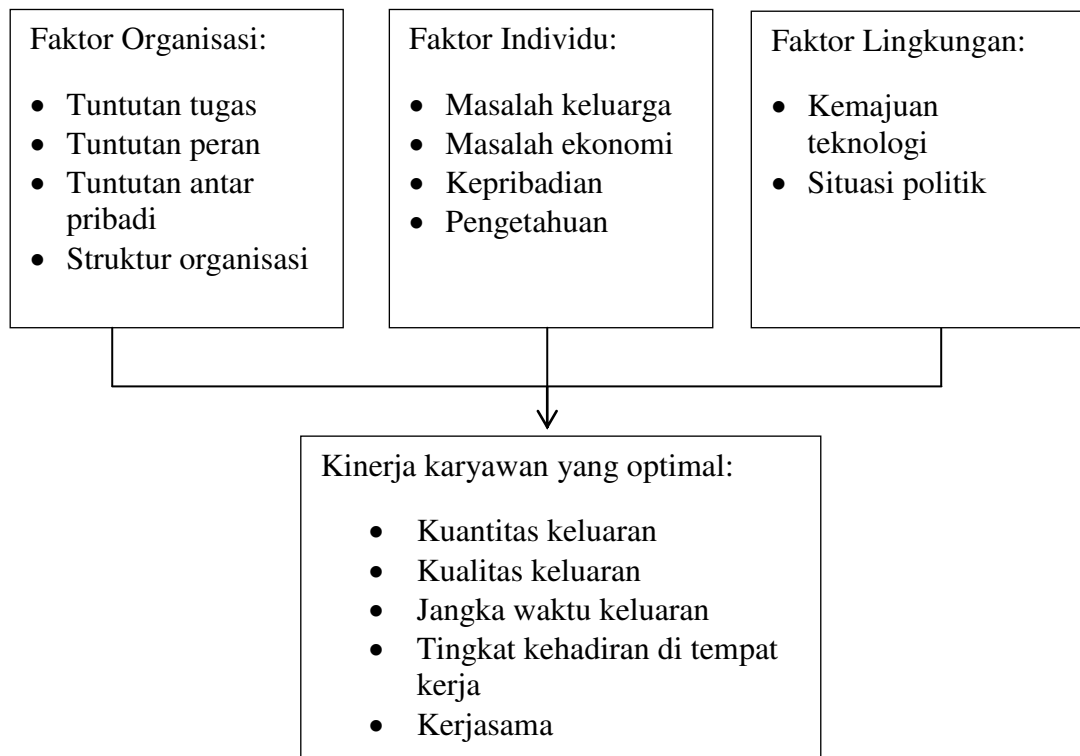 Faktor Organisasi:
• Tuntutan tugas
• Tuntutan peran
• Tuntutan antar
pribadi
• Struktur organisasi
Faktor Individu:
• Masalah keluarga
• Masalah ekonomi
• Kepribadian
• Pengetahuan
Faktor Lingkungan:
• Kemajuan
teknologi
• Situasi politik
Kinerja karyawan yang optimal:
• Kuantitas keluaran
• Kualitas keluaran
• Jangka waktu keluaran
• Tingkat kehadiran di tempat
kerja
• Kerjasama